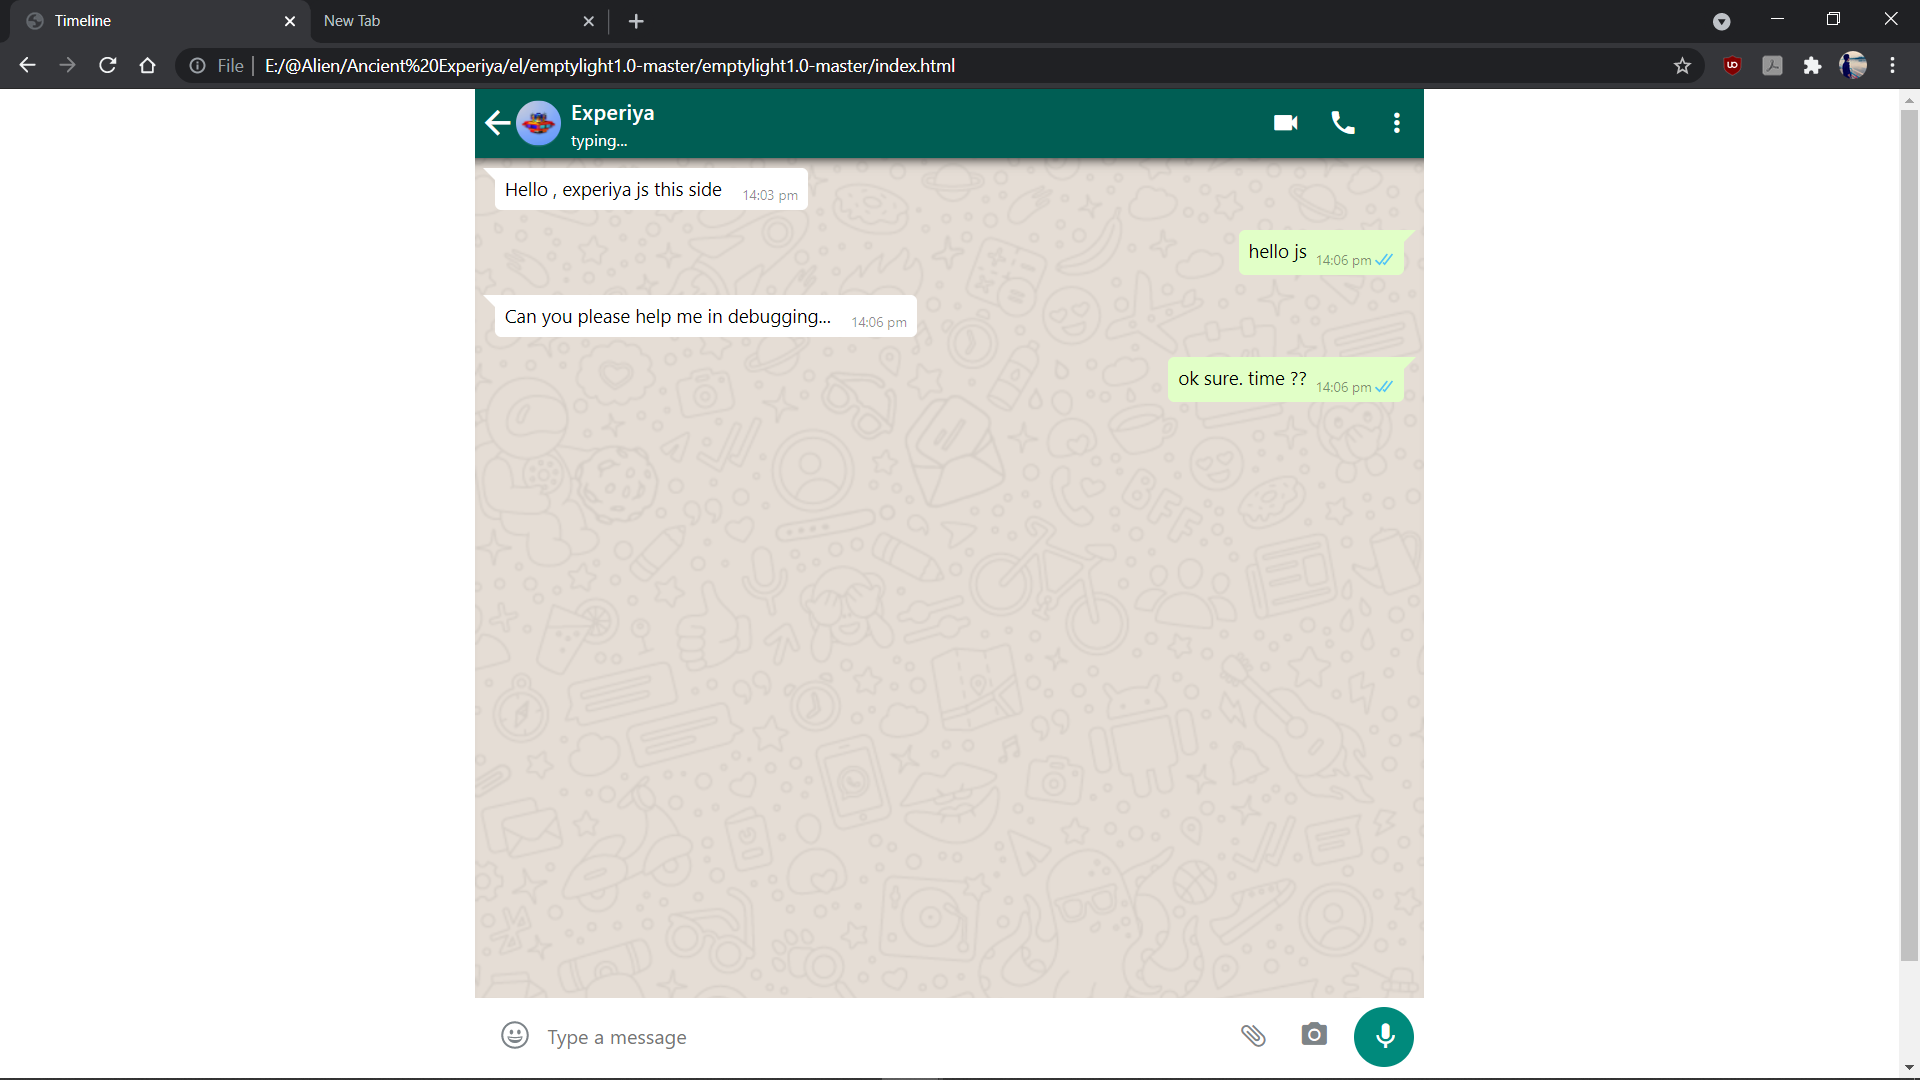 Timeline
New Tab
File | E:/@Alien/Ancient%20Experiya/el/emptylight1.0-master/emptylight1.0-master/index.html
Experiya
typing...
Hello , experiya js this side 14:03 pm
hello js 14:06 pm
Can you please help me in debugging... 14:06 pm
ok sure. time ?? 14:06 pm
Type a message